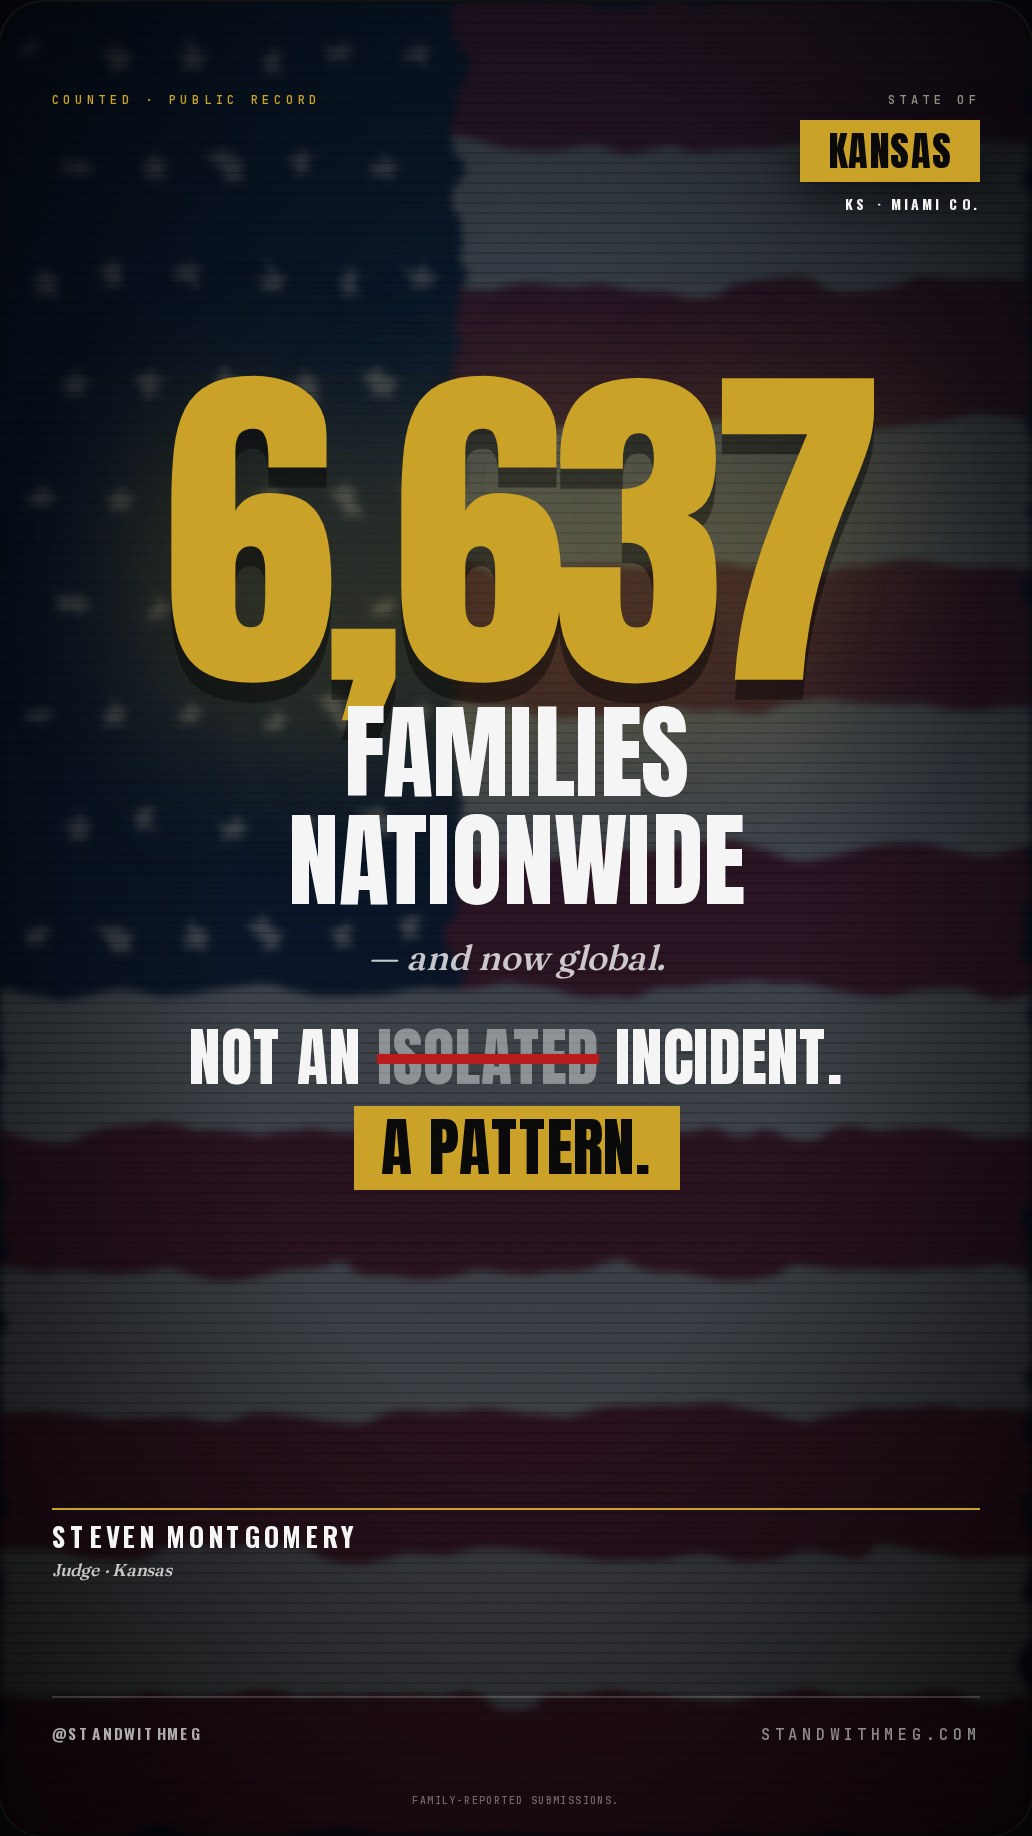 COUNTED · PUBLIC RECORD
STATE OF
KANSAS
KS · MIAMI CO.
6,637
FAMILIES
NATIONWIDE
— and now global.
NOT AN ISOLATED INCIDENT.
A PATTERN.
STEVEN MONTGOMERY
Judge · Kansas
@STANDWITHMEG
STANDWITHMEG.COM
FAMILY-REPORTED SUBMISSIONS.